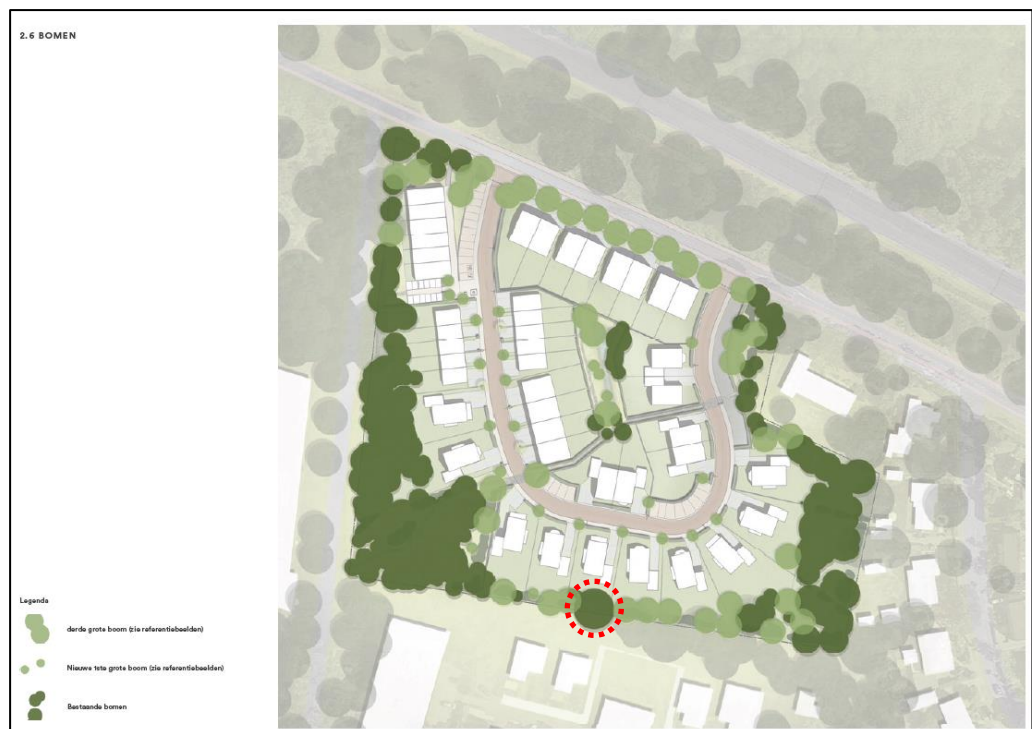 2.6 BOMEN
Legenda
derde grote boom (zie referentiebeelden)
Nieuwe 1ste grote boom (zie referentiebeelden)
Bestaande bomen